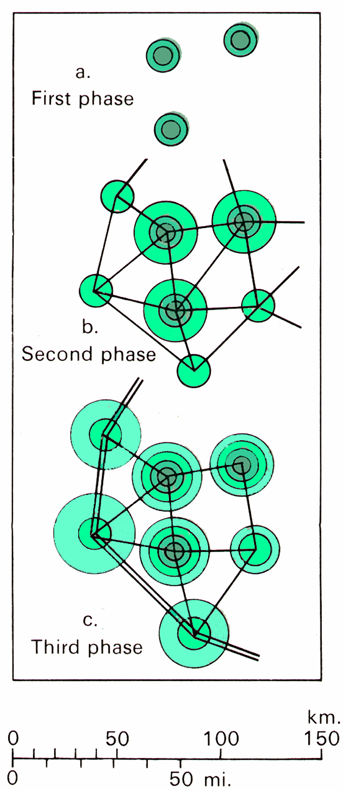 a.
First phase
b.
Second phase
c.
Third phase
km.
0 50 100 150
0 50 mi.